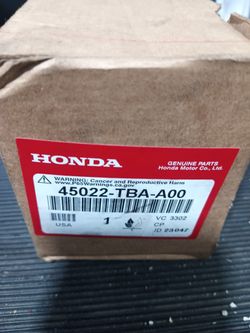 HONDA
GENUINE PARTS
Honda Motor Co., Ltd.
WARNING: Cancer and Reproductive Harm
www.P65Warnings.ca.gov
45022-TBA-A00
1
VC 3302
USA
CP
ID 23047